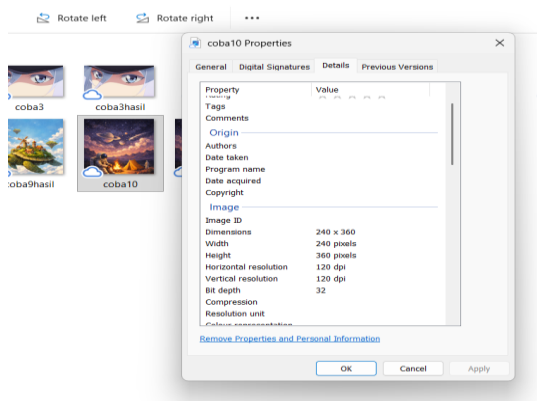 Rotate left Rotate right ...
coba10 Properties
General Digital Signatures Details Previous Versions
Property Value
Rating
Tags
Comments
Origin
Authors
Date taken
Program name
Date acquired
Copyright
Image
Image ID
Dimensions 240 x 360
Width 240 pixels
Height 360 pixels
Horizontal resolution 120 dpi
Vertical resolution 120 dpi
Bit depth 32
Compression
Resolution unit
Colour representation
Remove Properties and Personal Information
OK Cancel Apply
coba3 coba3hasil
coba9hasil coba10